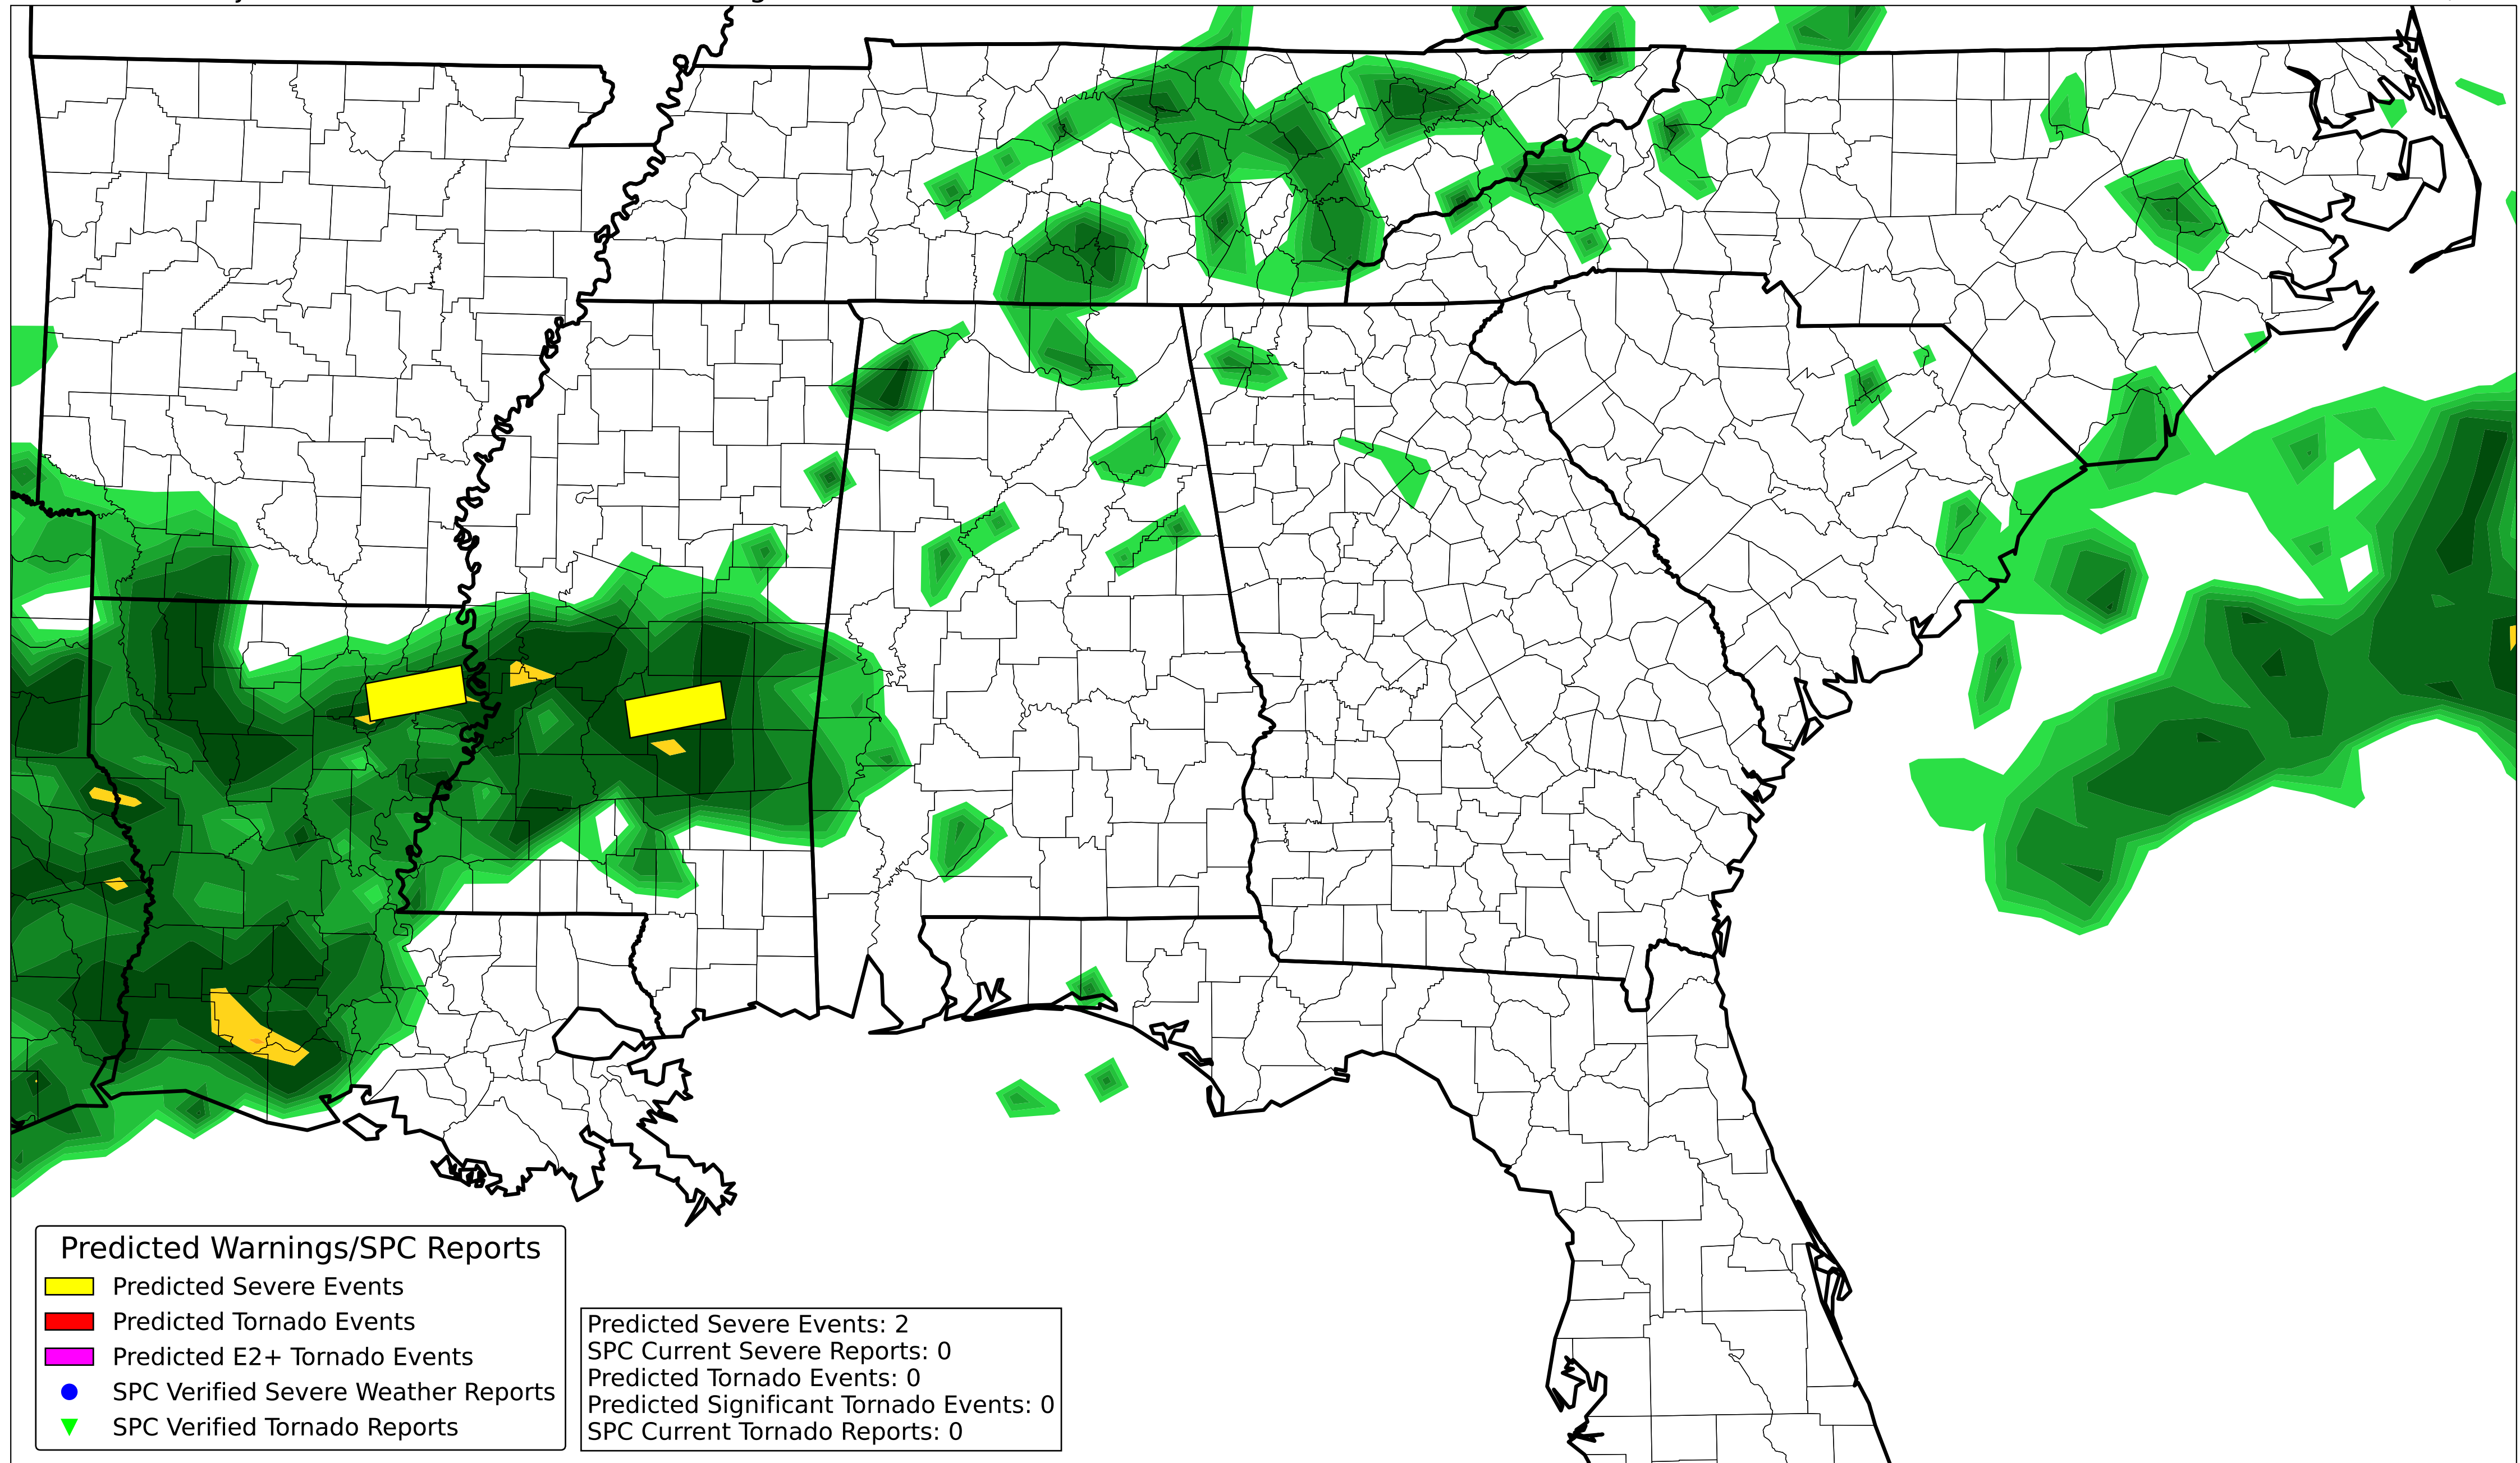 Predicted Warnings/SPC Reports
Predicted Severe Events
Predicted Tornado Events
Predicted E2+ Tornado Events
SPC Verified Severe Weather Reports
SPC Verified Tornado Reports
Predicted Severe Events: 2
SPC Current Severe Reports: 0
Predicted Tornado Events: 0
Predicted Significant Tornado Events: 0
SPC Current Tornado Reports: 0